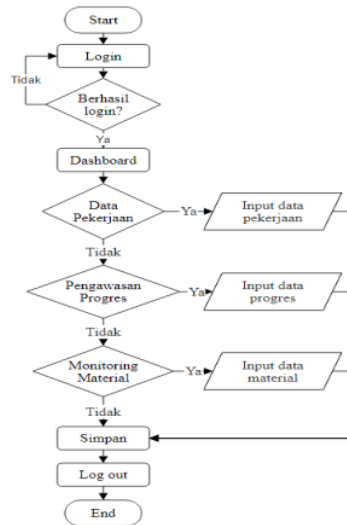 Start
Login
Tidak
Berhasil
login?
Ya
Dashboard
Data
Pekerjaan
Ya
Input data
pekerjaan
Tidak
Pengawasan
Progres
Ya
Input data
progres
Tidak
Monitoring
Material
Ya
Input data
material
Tidak
Simpan
Log out
End